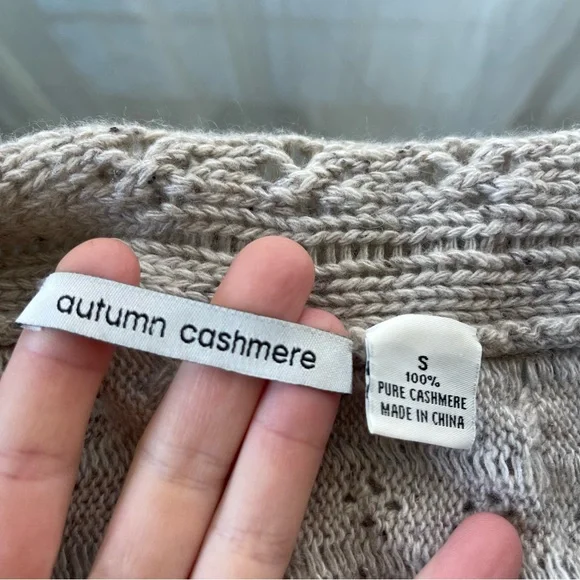 autumn cashmere
S
100%
PURE CASHMERE
MADE IN CHINA